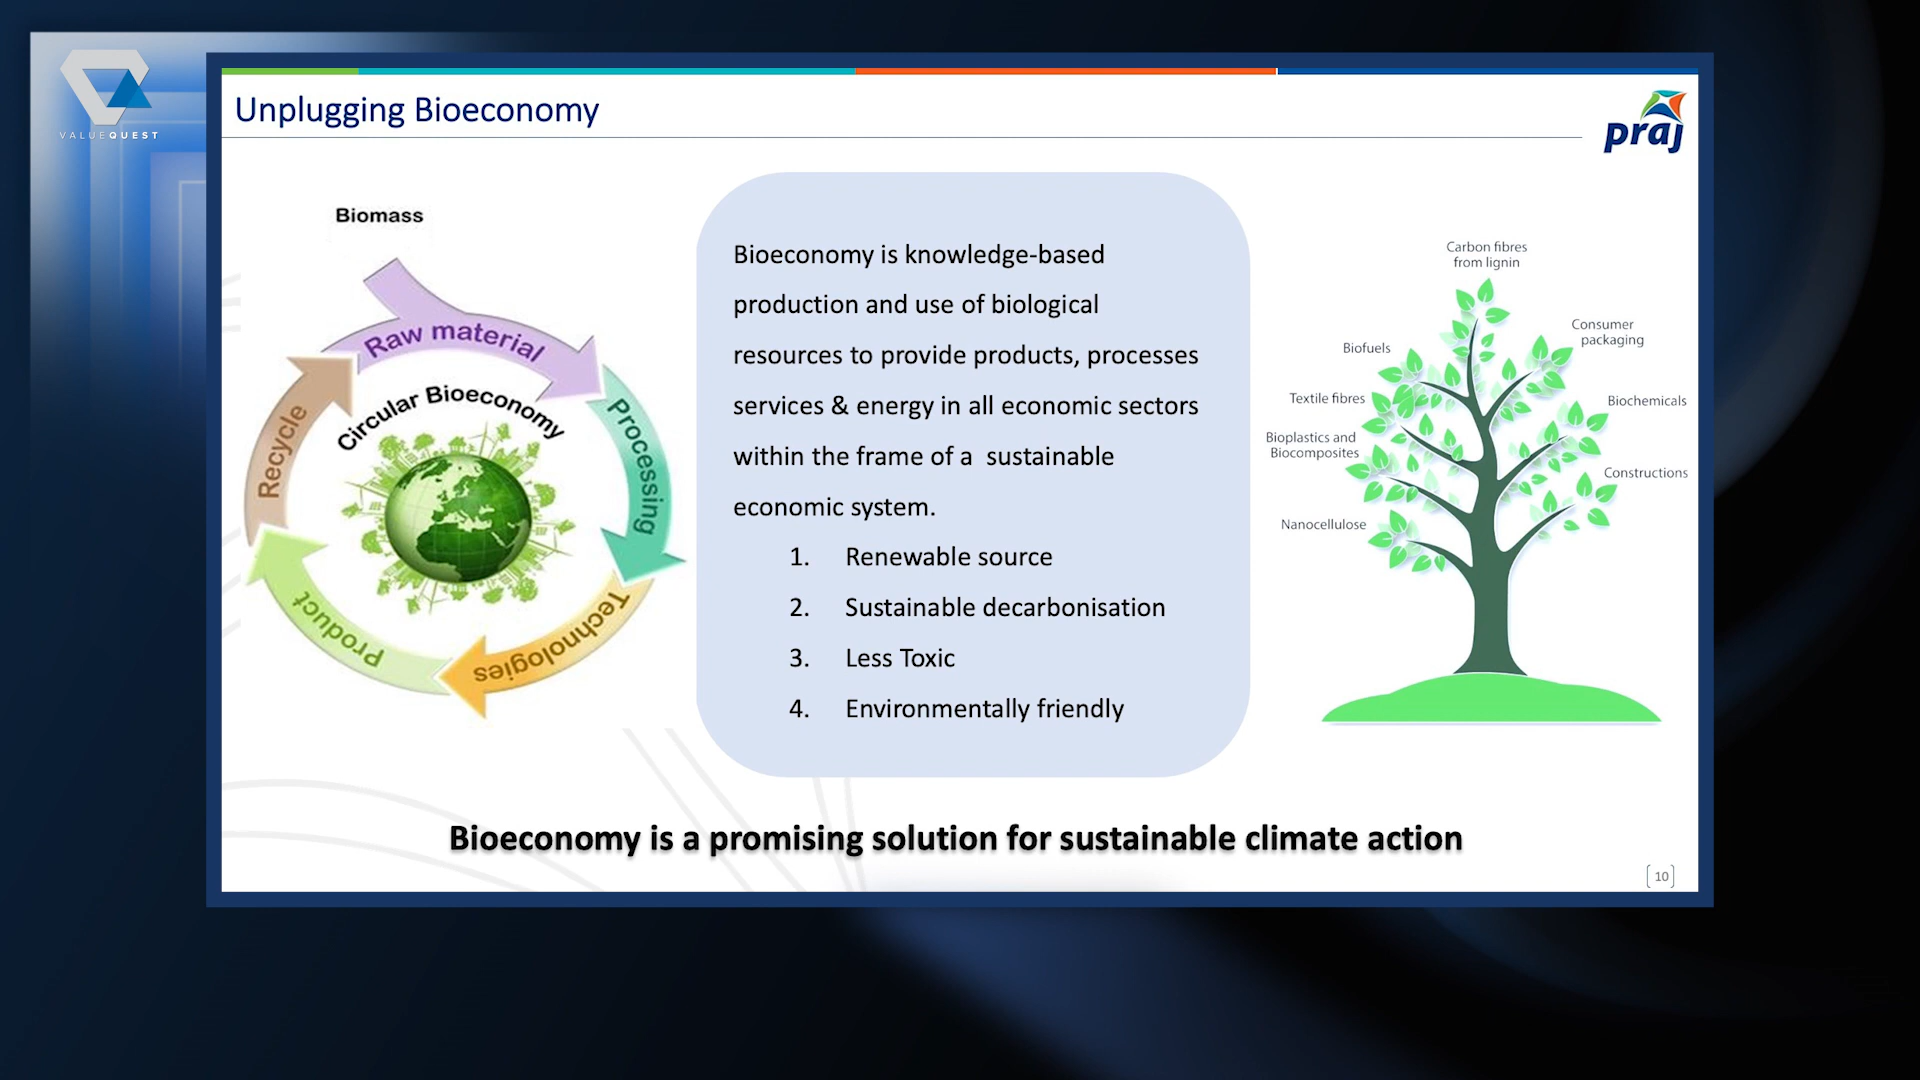 VALUEQUEST
Unplugging Bioeconomy
praj
Biomass
Raw material
Processing
Technologies
Product
Recycle
Circular Bioeconomy
Bioeconomy is knowledge-based
production and use of biological
resources to provide products, processes
services & energy in all economic sectors
within the frame of a sustainable
economic system.
1. Renewable source
2. Sustainable decarbonisation
3. Less Toxic
4. Environmentally friendly
Carbon fibres
from lignin
Consumer
packaging
Biofuels
Textile fibres
Biochemicals
Bioplastics and
Biocomposites
Constructions
Nanocellulose
Bioeconomy is a promising solution for sustainable climate action
10